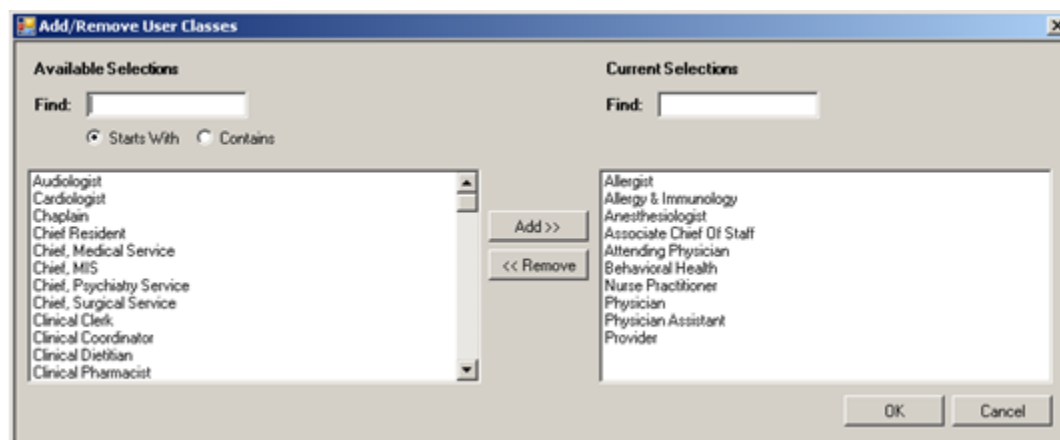 Add/Remove User Classes
Available Selections
Find:
Starts With
Contains
Audiologist
Cardiologist
Chaplain
Chief Resident
Chief, Medical Service
Chief, MIS
Chief, Psychiatry Service
Chief, Surgical Service
Clinical Clerk
Clinical Coordinator
Clinical Dietitian
Clinical Pharmacist
Add >>
<< Remove
Current Selections
Find:
Allergist
Allergy & Immunology
Anesthesiologist
Associate Chief Of Staff
Attending Physician
Behavioral Health
Nurse Practitioner
Physician
Physician Assistant
Provider
OK
Cancel